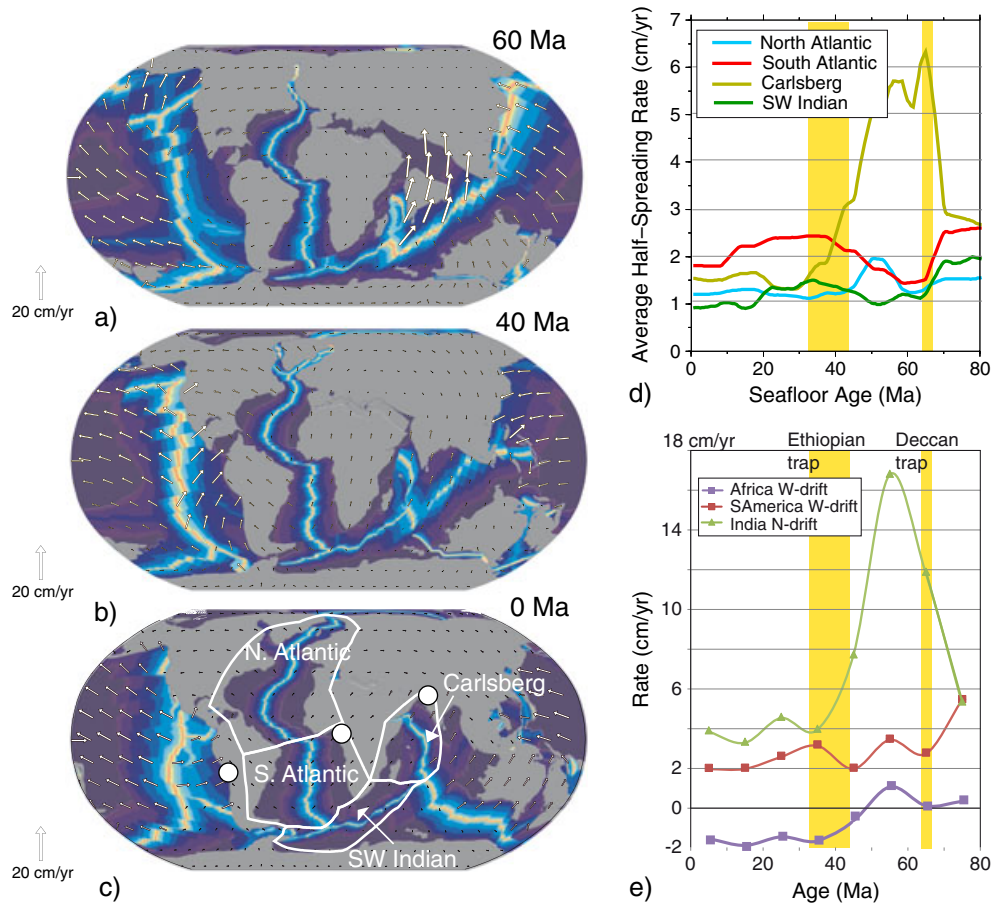 60 Ma
20 cm/yr
a)
40 Ma
20 cm/yr
b)
0 Ma
N. Atlantic
Carlsberg
S. Atlantic
SW Indian
20 cm/yr
c)
Average Half−Spreading Rate (cm/yr)
7
6
5
4
3
2
1
0
North Atlantic
South Atlantic
Carlsberg
SW Indian
0 20 40 60 80
Seafloor Age (Ma)
d)
18 cm/yr
Ethiopian
trap
Deccan
trap
Africa W-drift
SAmerica W-drift
India N-drift
Rate (cm/yr)
14
12
6
2
0
-2
0 20 40 60 80
Age (Ma)
e)